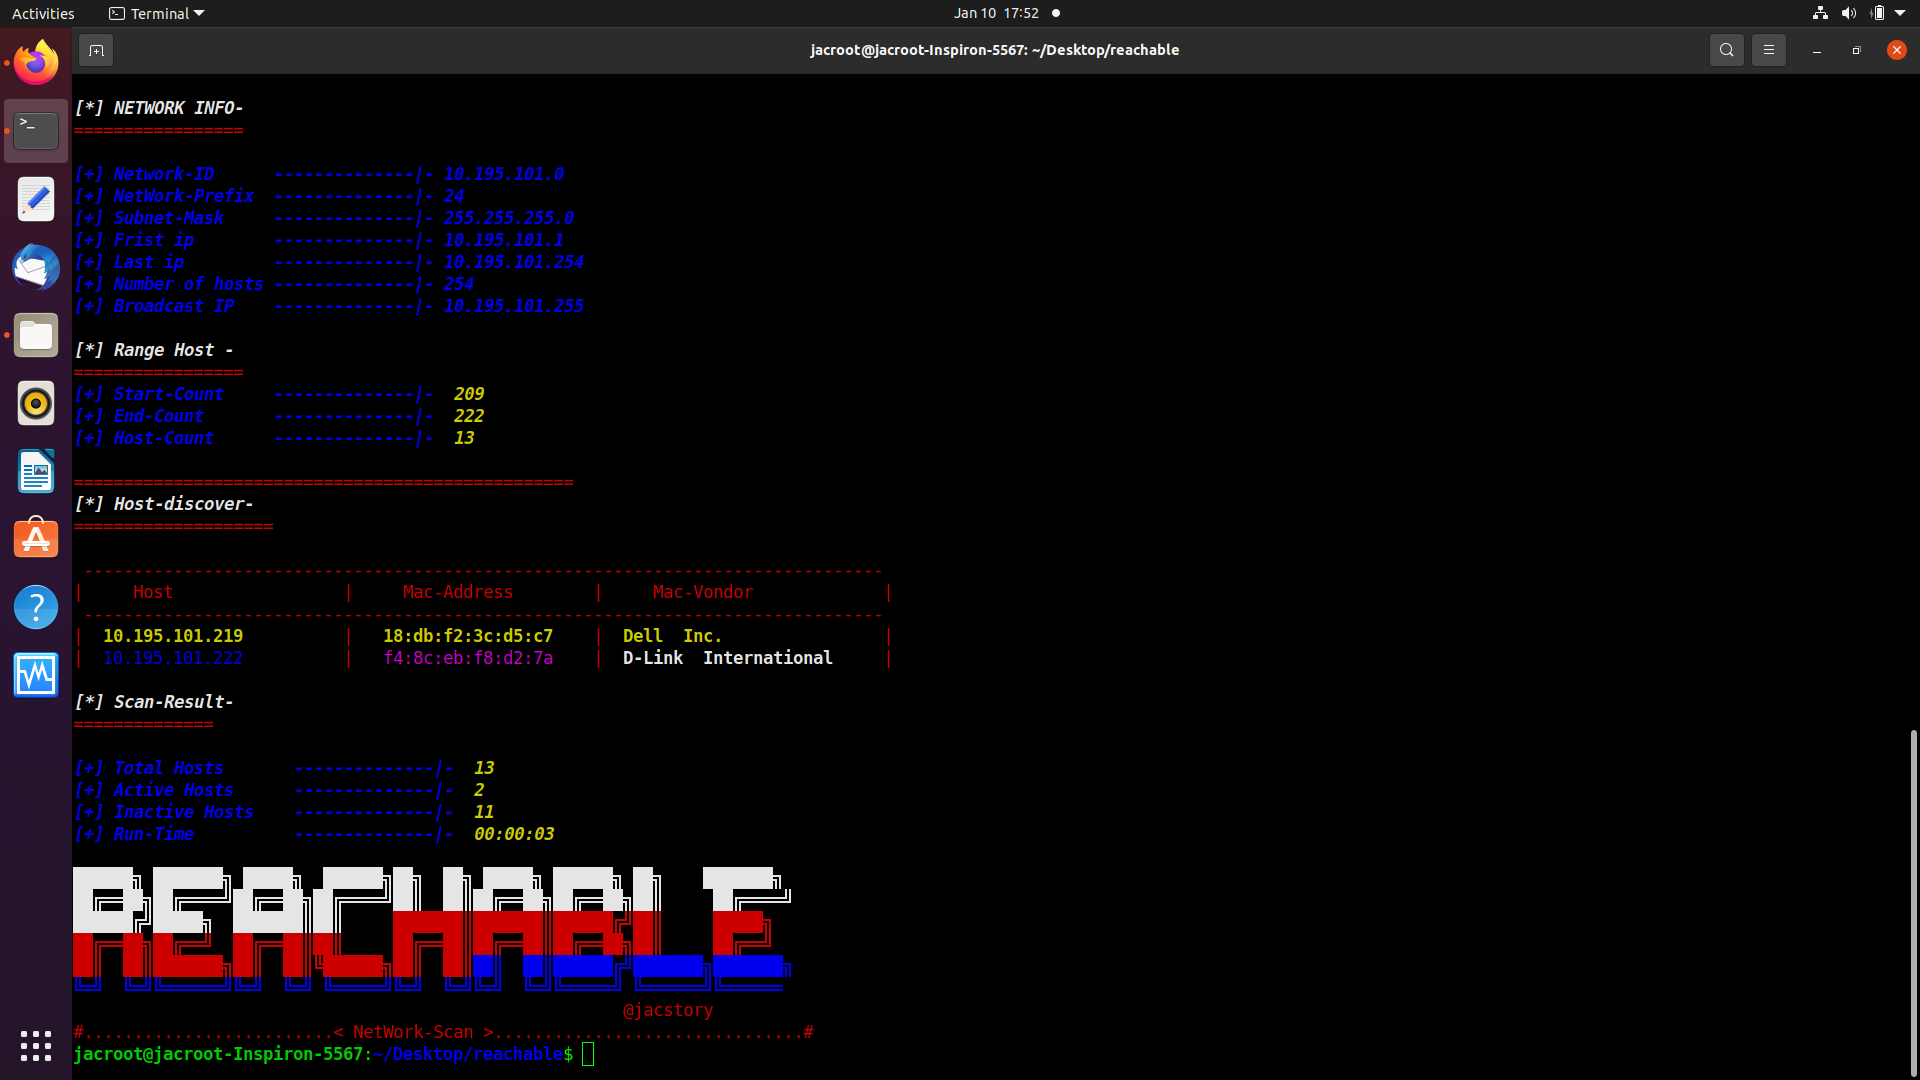 Activities Terminal Jan 10 17:52
jacroot@jacroot-Inspiron-5567: ~/Desktop/reachable
[*] NETWORK INFO-
=================
[+] Network-ID --------------|- 10.195.101.0
[+] NetWork-Prefix --------------|- 24
[+] Subnet-Mask --------------|- 255.255.255.0
[+] Frist ip --------------|- 10.195.101.1
[+] Last ip --------------|- 10.195.101.254
[+] Number of hosts --------------|- 254
[+] Broadcast IP --------------|- 10.195.101.255
[*] Range Host -
=================
[+] Start-Count --------------|- 209
[+] End-Count --------------|- 222
[+] Host-Count --------------|- 13
==================================================
[*] Host-discover-
====================
--------------------------------------------------------------------------------
| Host | Mac-Address | Mac-Vondor |
--------------------------------------------------------------------------------
| 10.195.101.219 | 18:db:f2:3c:d5:c7 | Dell Inc. |
| 10.195.101.222 | f4:8c:eb:f8:d2:7a | D-Link International |
[*] Scan-Result-
==============
[+] Total Hosts --------------|- 13
[+] Active Hosts --------------|- 2
[+] Inactive Hosts --------------|- 11
[+] Run-Time --------------|- 00:00:03
REACHABLE
@jacstory
#.........................< NetWork-Scan >...............................#
jacroot@jacroot-Inspiron-5567:~/Desktop/reachable$